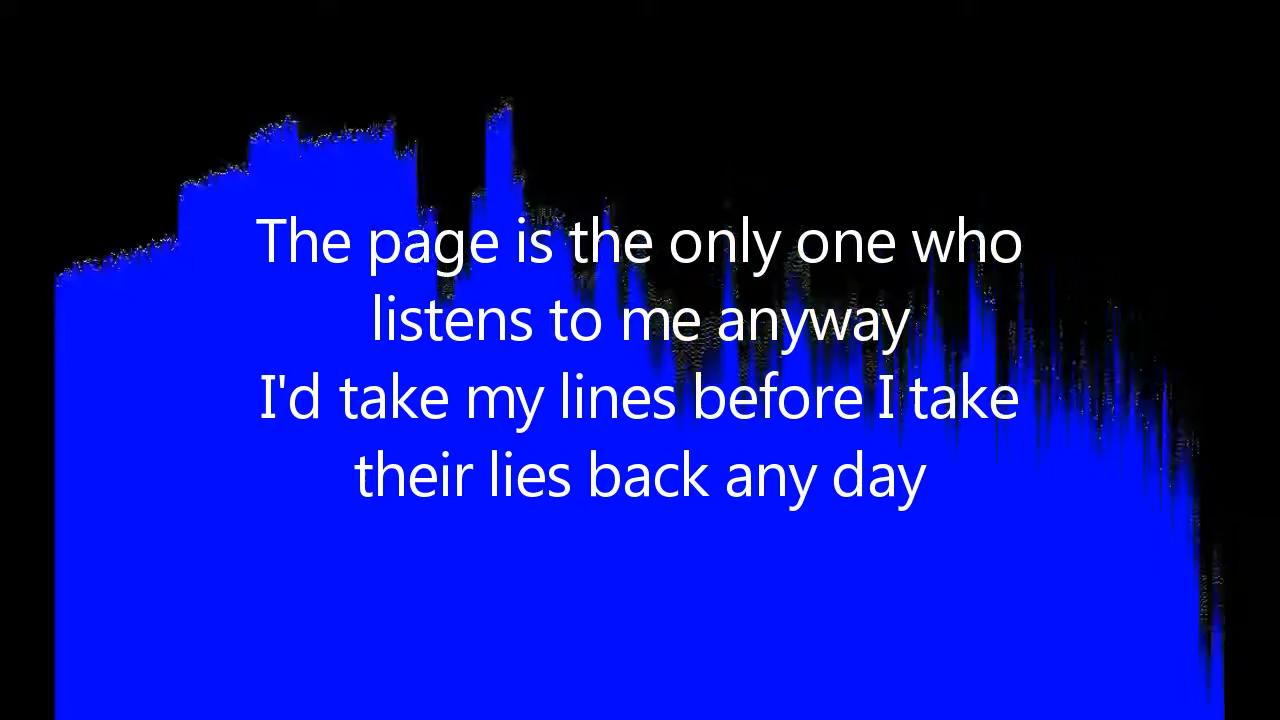 The page is the only one who
listens to me anyway
I'd take my lines before I take
their lies back any day